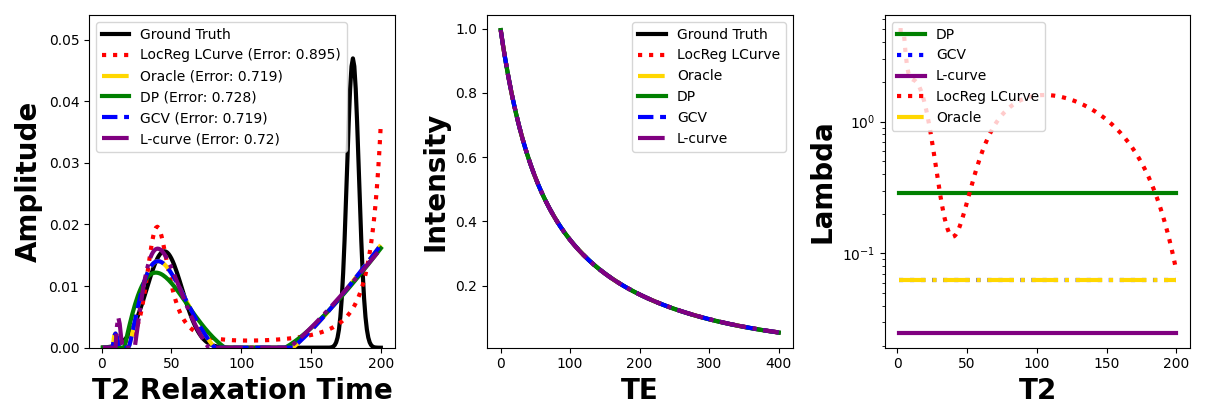 Amplitude
0.05
0.04
0.03
0.02
0.01
0.00
Ground Truth
LocReg LCurve (Error: 0.895)
Oracle (Error: 0.719)
DP (Error: 0.728)
GCV (Error: 0.719)
L-curve (Error: 0.72)
0 50 100 150 200
T2 Relaxation Time
Intensity
1.0
0.8
0.6
0.4
0.2
Ground Truth
LocReg LCurve
Oracle
DP
GCV
L-curve
0 100 200 300 400
TE
Lambda
10⁰
10⁻¹
DP
GCV
L-curve
LocReg LCurve
Oracle
0 50 100 150 200
T2